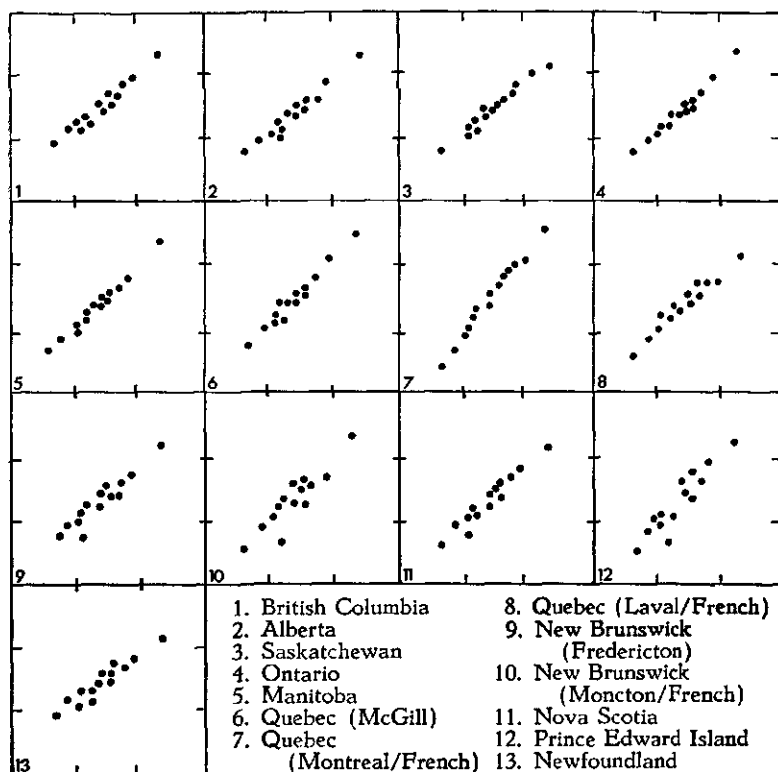 1
2
3
4
5
6
7
8
9
10
11
12
13
1. British Columbia
2. Alberta
3. Saskatchewan
4. Ontario
5. Manitoba
6. Quebec (McGill)
7. Quebec
(Montreal/French)
8. Quebec (Laval/French)
9. New Brunswick
(Fredericton)
10. New Brunswick
(Moncton/French)
11. Nova Scotia
12. Prince Edward Island
13. Newfoundland